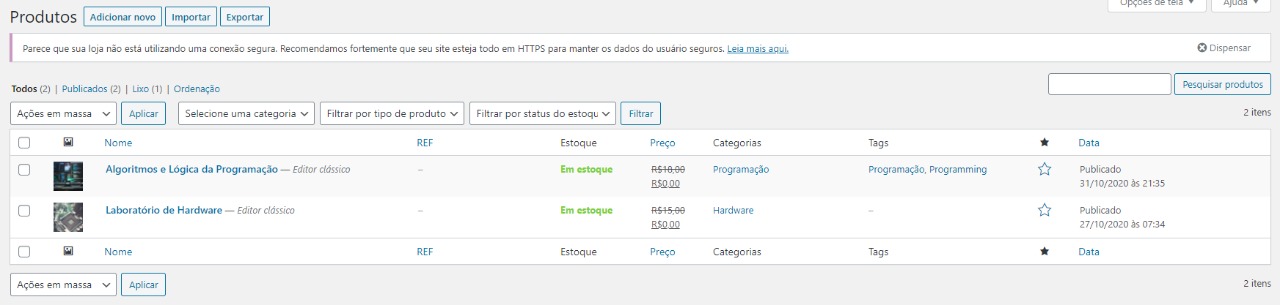 Opções de tela ▼ Ajuda ▼
Produtos Adicionar novo Importar Exportar
Parece que sua loja não está utilizando uma conexão segura. Recomendamos fortemente que seu site esteja todo em HTTPS para manter os dados do usuário seguros. Leia mais aqui. Dispensar
Todos (2) | Publicados (2) | Lixo (1) | Ordenação
Pesquisar produtos
Ações em massa Aplicar Selecione uma categoria Filtrar por tipo de produto Filtrar por status do estoqu Filtrar 2 itens
Nome REF Estoque Preço Categorias Tags Data
Algoritmos e Lógica da Programação — Editor clássico – Em estoque R$18,00 Programação Programação, Programming Publicado
R$0,00 31/10/2020 às 21:35
Laboratório de Hardware — Editor clássico – Em estoque R$15,00 Hardware – Publicado
R$0,00 27/10/2020 às 07:34
Nome REF Estoque Preço Categorias Tags Data
Ações em massa Aplicar 2 itens